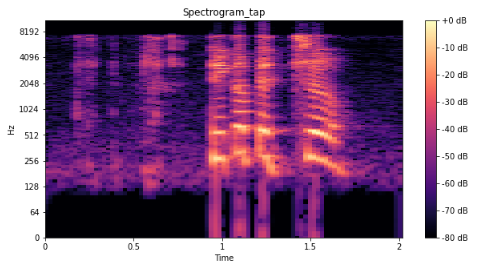 Spectrogram_tap
Hz
8192
4096
2048
1024
512
256
128
64
0
0
0.5
1
1.5
2
Time
+0 dB
-10 dB
-20 dB
-30 dB
-40 dB
-50 dB
-60 dB
-70 dB
-80 dB